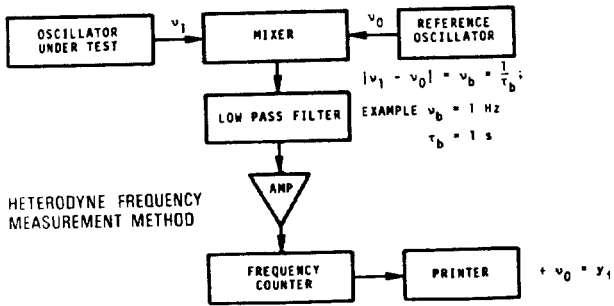 OSCILLATOR
UNDER TEST
ν1
MIXER
ν0
REFERENCE
OSCILLATOR
|ν1 - ν0| = νb = 1/τb;
LOW PASS FILTER
EXAMPLE νb = 1 Hz
τb = 1 s
AMP
HETERODYNE FREQUENCY
MEASUREMENT METHOD
FREQUENCY
COUNTER
PRINTER
+ ν0 = y